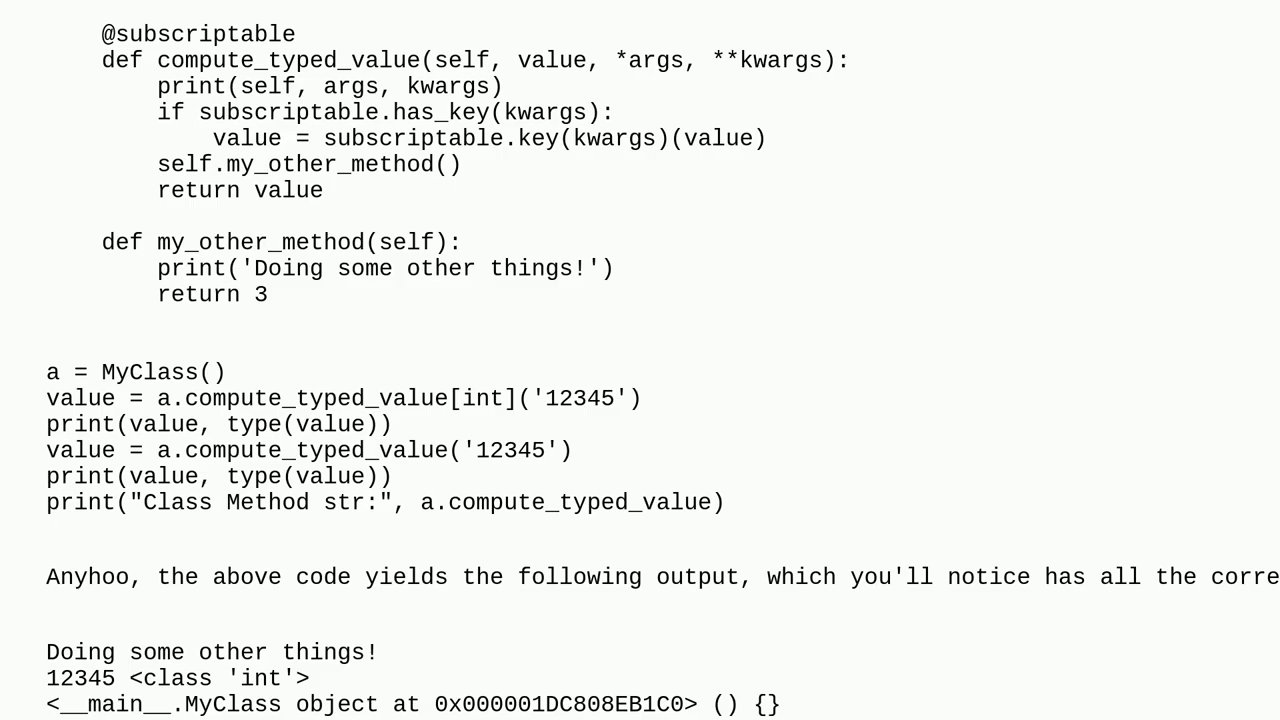 @subscriptable
def compute_typed_value(self, value, *args, **kwargs):
print(self, args, kwargs)
if subscriptable.has_key(kwargs):
value = subscriptable.key(kwargs)(value)
self.my_other_method()
return value
def my_other_method(self):
print('Doing some other things!')
return 3
a = MyClass()
value = a.compute_typed_value[int]('12345')
print(value, type(value))
value = a.compute_typed_value('12345')
print(value, type(value))
print("Class Method str:", a.compute_typed_value)
Anyhoo, the above code yields the following output, which you'll notice has all the corre
Doing some other things!
12345 <class 'int'>
<__main__.MyClass object at 0x000001DC808EB1C0> () {}